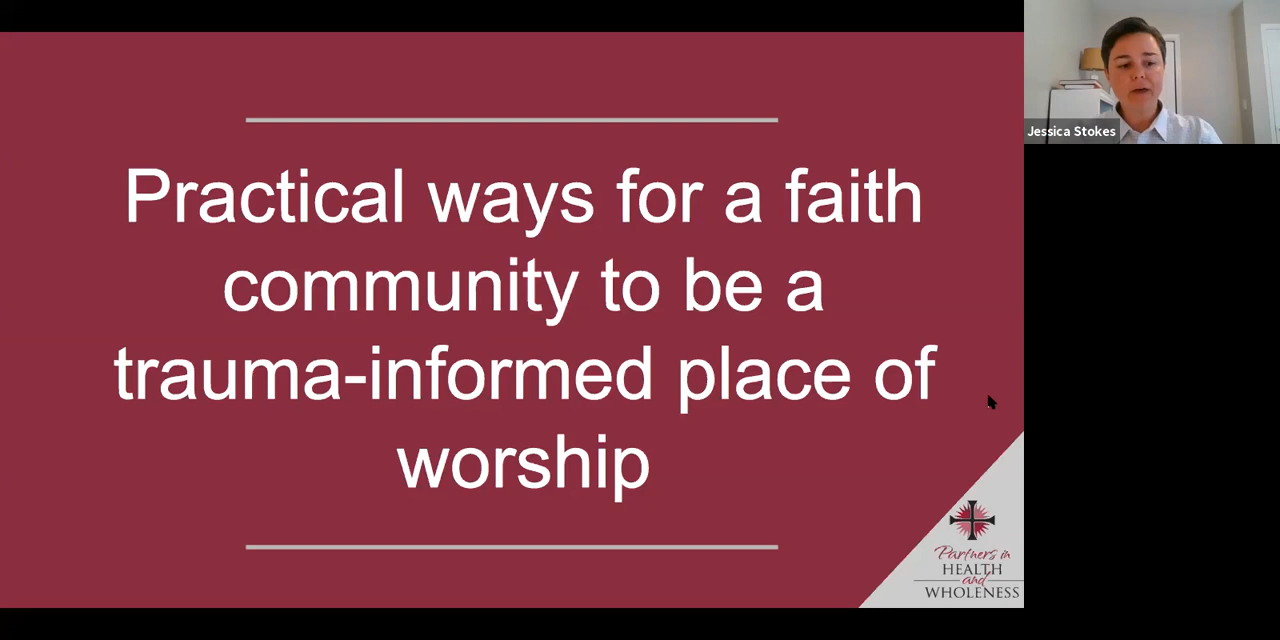 Practical ways for a faith
community to be a
trauma-informed place of
worship
Jessica Stokes
Partners in
HEALTH
and
WHOLENESS